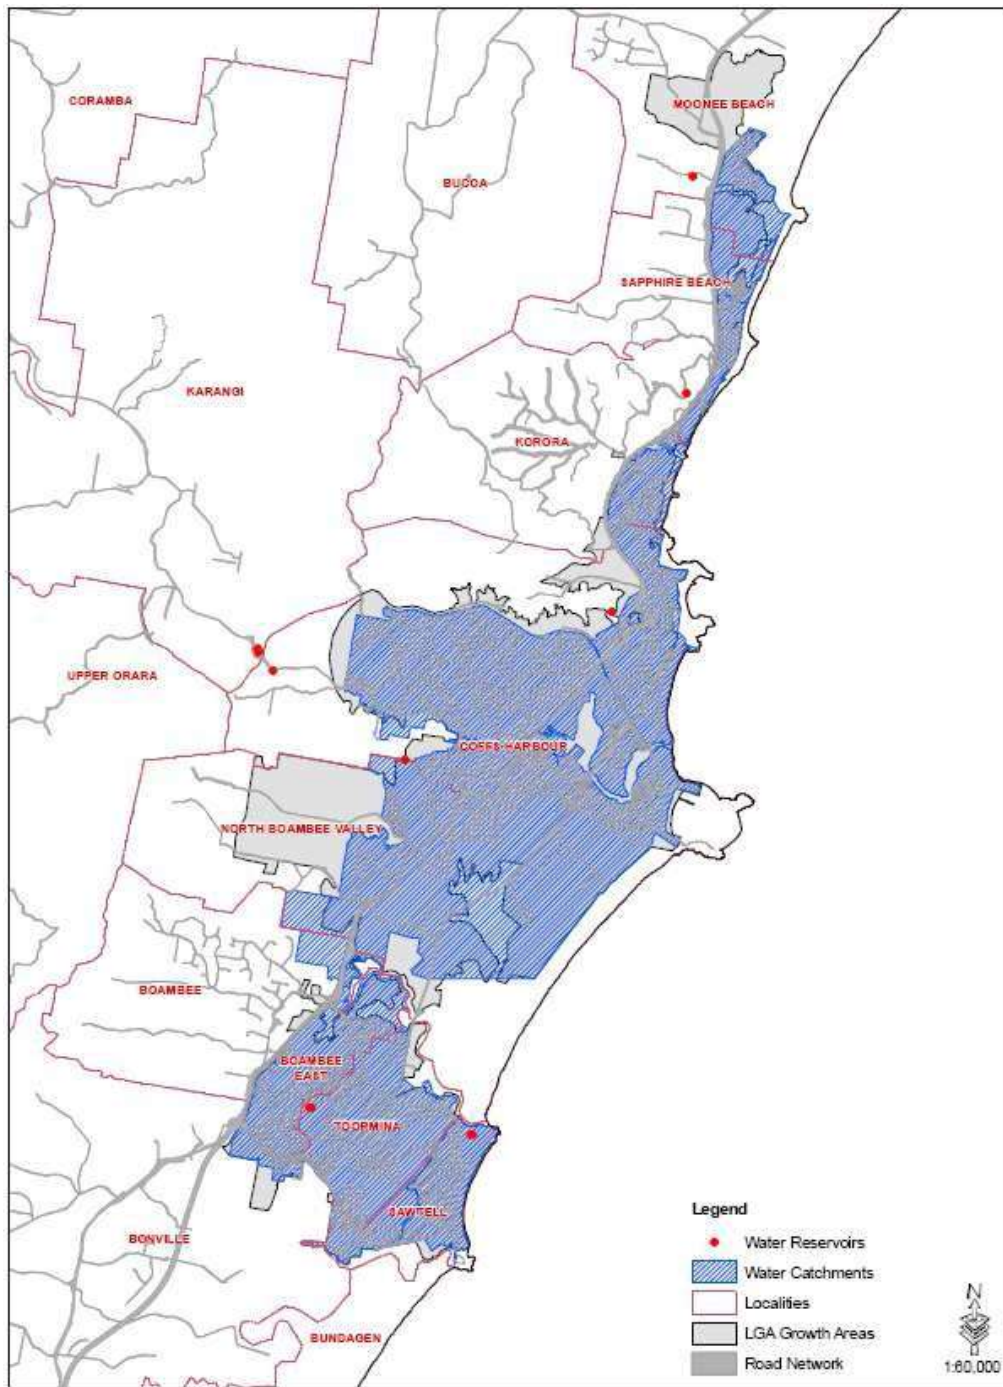 MOONEE BEACH
CORAMBA
BUCCA
SAPPHIRE BEACH
KARANGI
KORORA
UPPER ORARA
COFFS HARBOUR
NORTH BOAMBEE VALLEY
BOAMBEE
BOAMBEE
EAST
TOORMINA
SAWTELL
BONVILLE
BUNDAGEN
Legend
Water Reservoirs
Water Catchments
Localities
LGA Growth Areas
Road Network
N
1:60,000